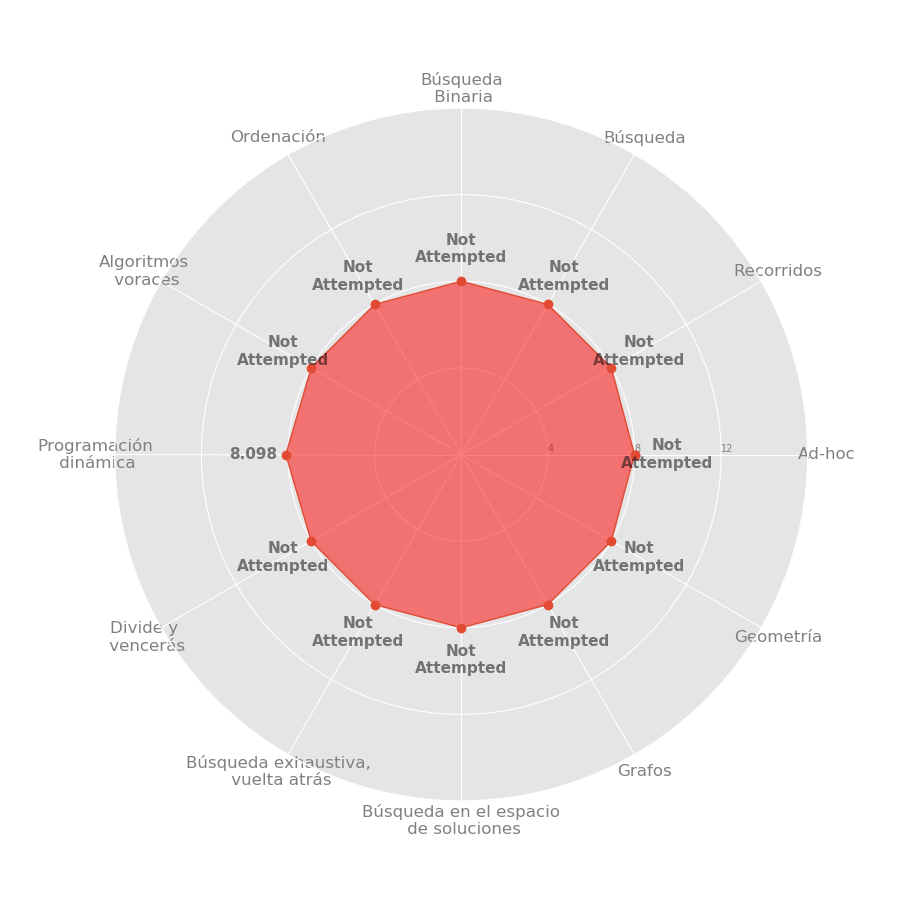 Búsqueda
Binaria
Ordenación
Búsqueda
Not
Attempted
Not
Attempted
Not
Attempted
Algoritmos
voraces
Recorridos
Not
Attempted
Not
Attempted
Programación
dinámica
8.098
4
8
12
Not
Attempted
Ad-hoc
Not
Attempted
Not
Attempted
Divide y
vencerás
Geometría
Not
Attempted
Not
Attempted
Not
Attempted
Búsqueda exhaustiva,
vuelta atrás
Grafos
Búsqueda en el espacio
de soluciones